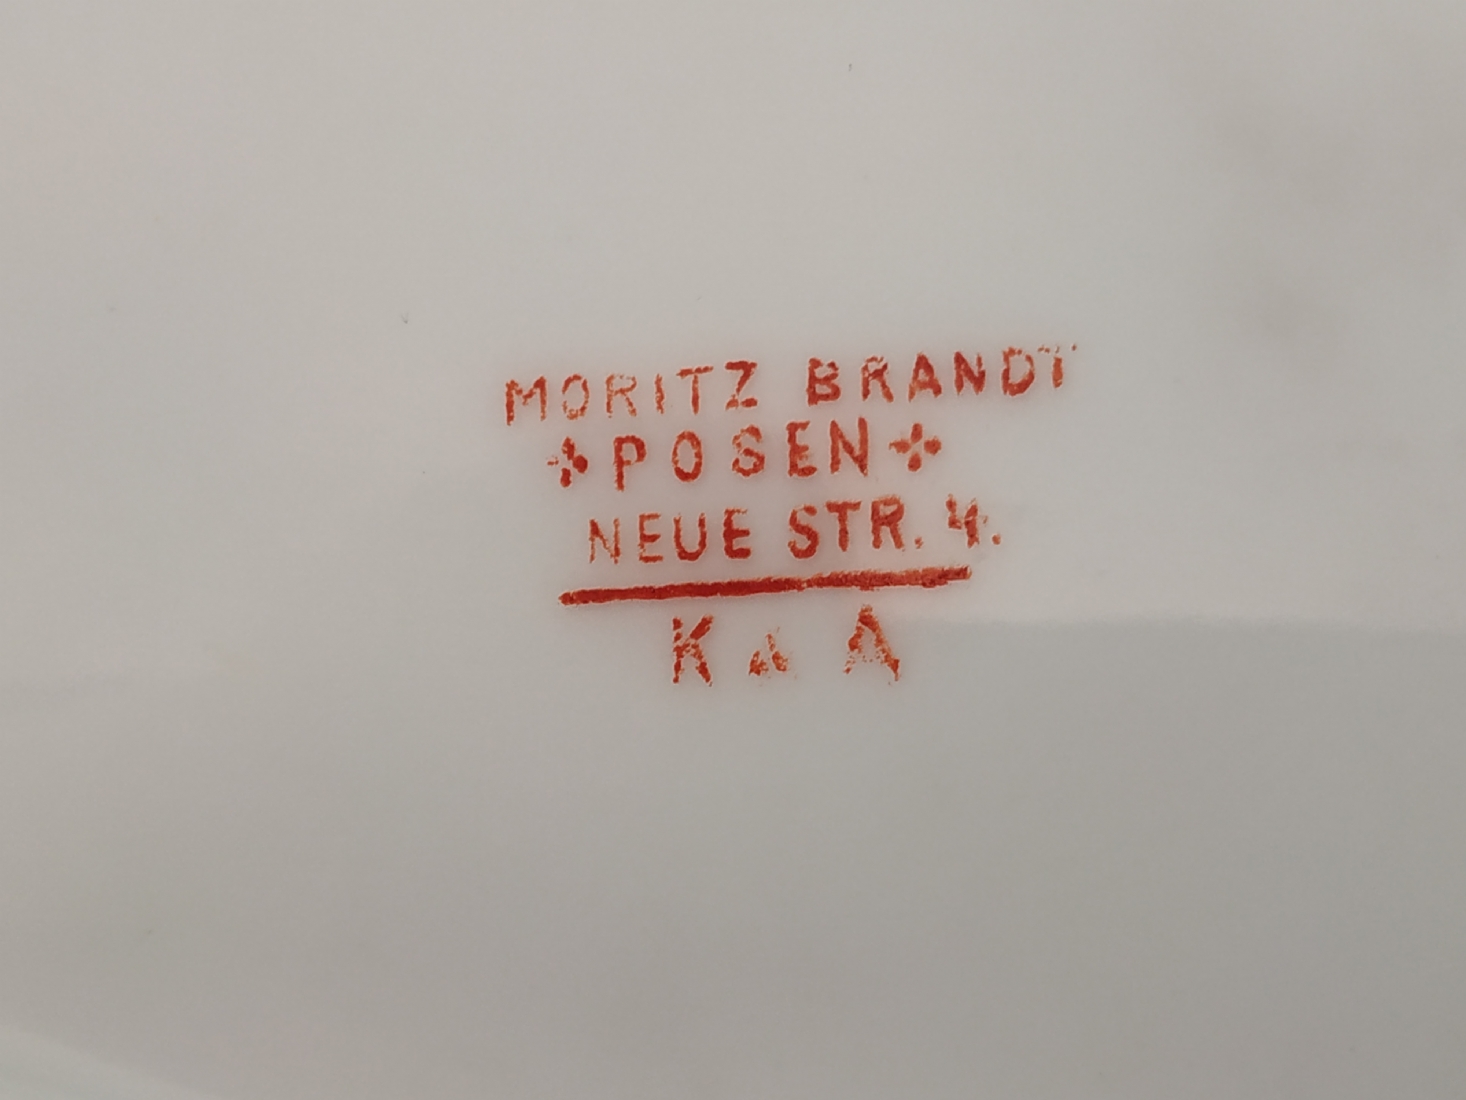 MORITZ BRANDT
POSEN
NEUE STR. 4.
K & A